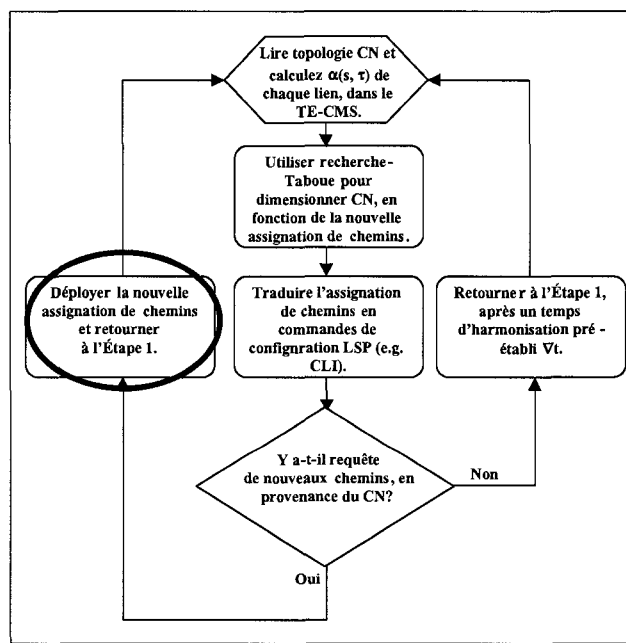 Lire topologie CN et
calculez α(s, τ) de
chaque lien, dans le
TE-CMS.
Utiliser recherche-
Taboue pour
dimensionner CN, en
fonction de la nouvelle
assignation de chemins.
Déployer la nouvelle
assignation de chemins
et retourner
à l'Étape 1.
Traduire l'assignation
de chemins en
commandes de
confignration LSP (e.g.
CLI).
Retourner à l'Étape 1,
après un temps
d'harmonisation pré -
établi ∇t.
Y a-t-il requête
de nouveaux chemins, en
provenance du CN?
Non
Oui